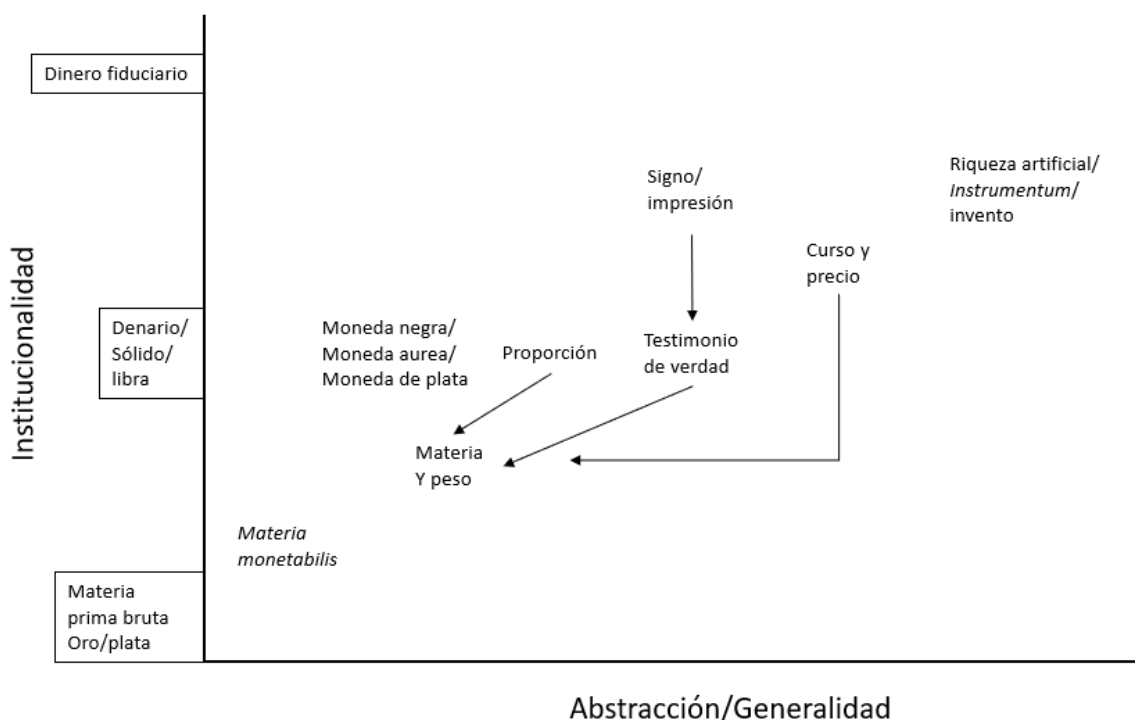 Dinero fiduciario
Riqueza artificial/
Instrumentum/
invento
Signo/
impresión
Curso y
precio
Institucionalidad
Denario/
Sólido/
libra
Moneda negra/
Moneda aurea/
Moneda de plata
Proporción
Testimonio
de verdad
Materia
Y peso
Materia
monetabilis
Materia
prima bruta
Oro/plata
Abstracción/Generalidad